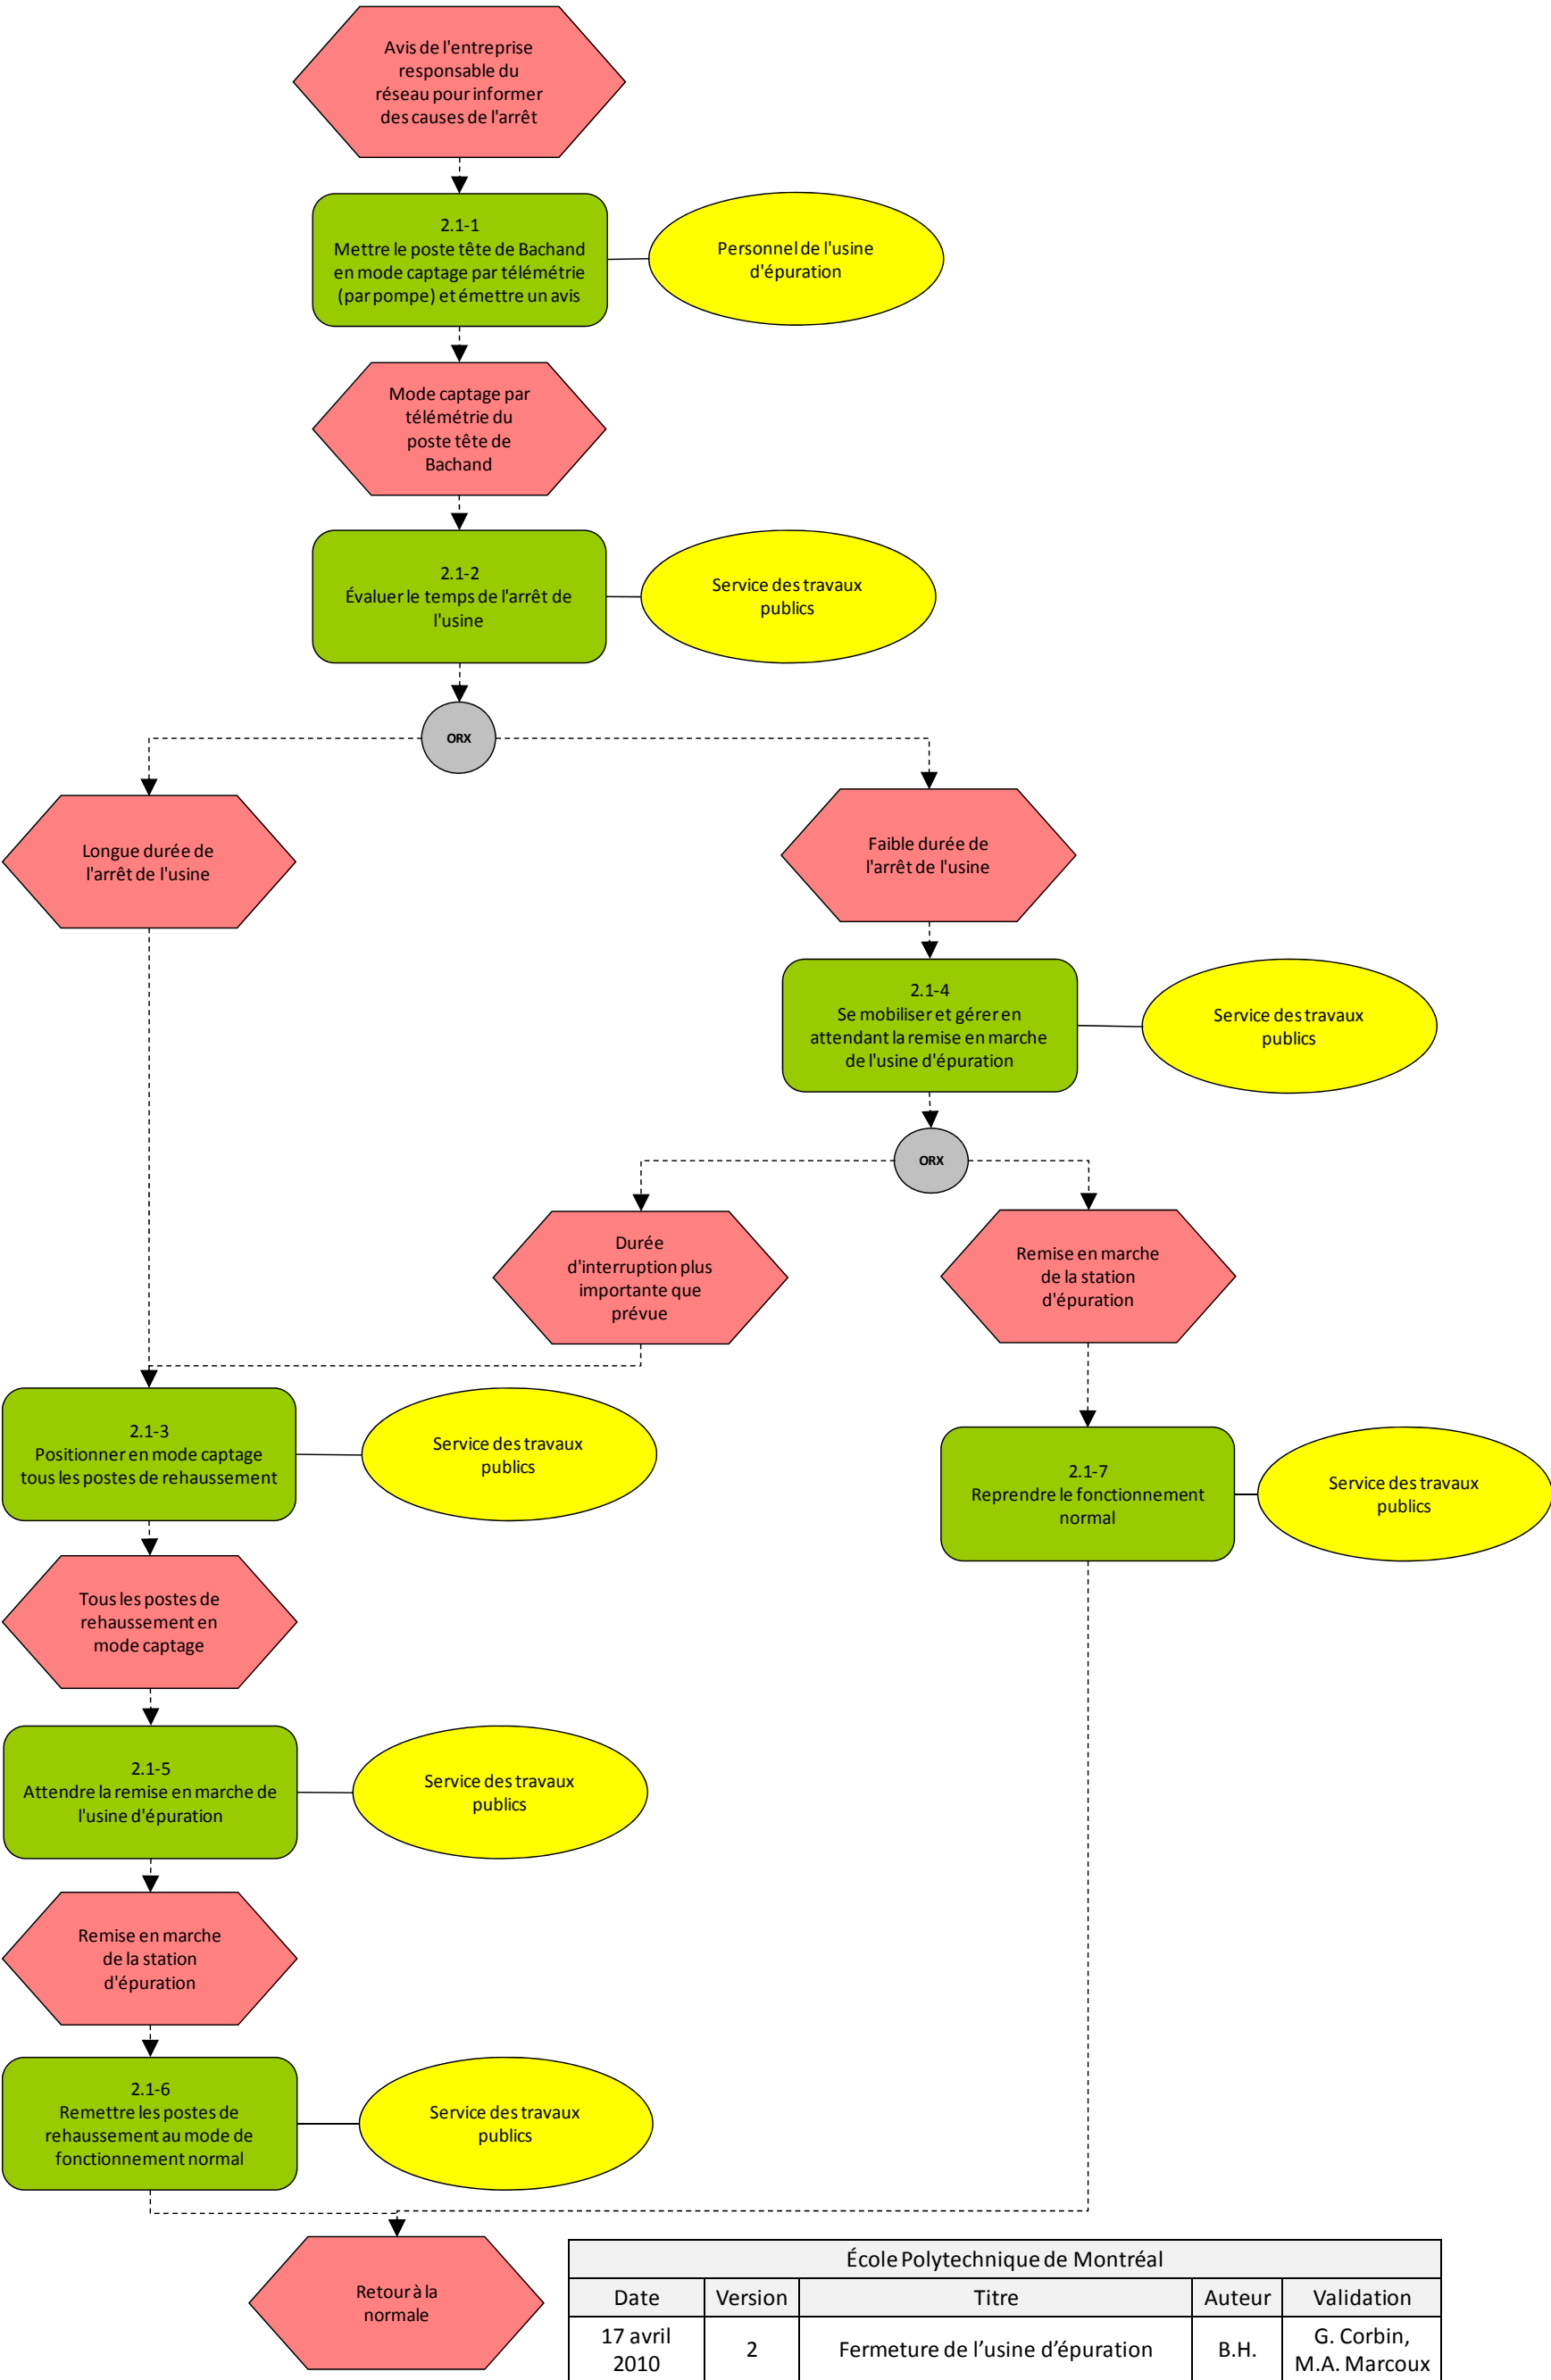 Avis de l'entreprise
responsable du
réseau pour informer
des causes de l'arrêt
2.1-1
Mettre le poste tête de Bachand
en mode captage par télémétrie
(par pompe) et émettre un avis
Personnel de l'usine
d'épuration
Mode captage par
télémétrie du
poste tête de
Bachand
2.1-2
Évaluer le temps de l'arrêt de
l'usine
Service des travaux
publics
ORX
Longue durée de
l'arrêt de l'usine
Faible durée de
l'arrêt de l'usine
2.1-4
Se mobiliser et gérer en
attendant la remise en marche
de l'usine d'épuration
Service des travaux
publics
ORX
Durée
d'interruption plus
importante que
prévue
Remise en marche
de la station
d'épuration
2.1-3
Positionner en mode captage
tous les postes de rehaussement
Service des travaux
publics
2.1-7
Reprendre le fonctionnement
normal
Service des travaux
publics
Tous les postes de
rehaussement en
mode captage
2.1-5
Attendre la remise en marche de
l'usine d'épuration
Service des travaux
publics
Remise en marche
de la station
d'épuration
2.1-6
Remettre les postes de
rehaussement au mode de
fonctionnement normal
Service des travaux
publics
Retour à la
normale
École Polytechnique de Montréal
Date Version Titre Auteur Validation
17 avril
2010
2
Fermeture de l’usine d’épuration
B.H.
G. Corbin,
M.A. Marcoux